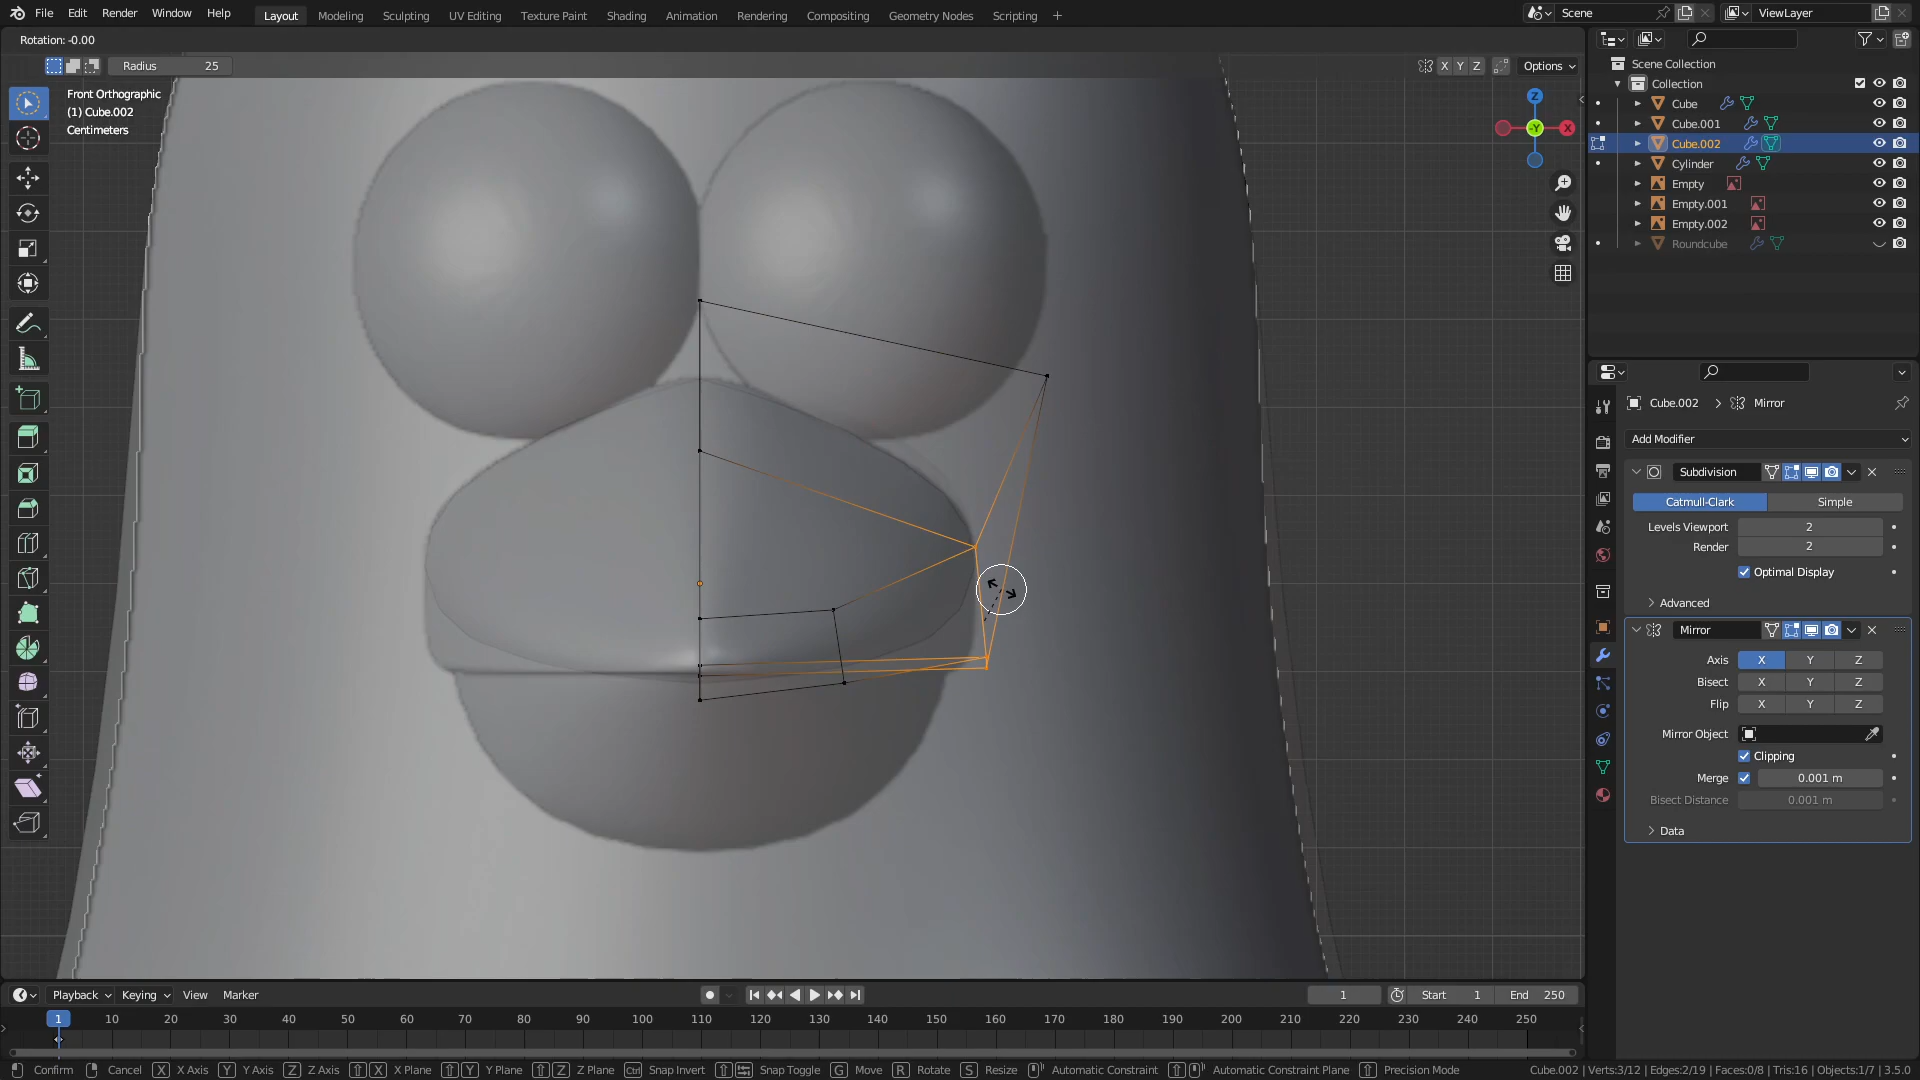 File Edit Render Window Help Layout Modeling Sculpting UV Editing Texture Paint Shading Animation Rendering Compositing Geometry Nodes Scripting + Scene ViewLayer
Rotation: -0.00
Radius 25 X Y Z Options
Front Orthographic
(1) Cube.002
Centimeters
Z
-Y
X
Scene Collection
Collection
Cube
Cube.001
Cube.002
Cylinder
Empty
Empty.001
Empty.002
Roundcube
Cube.002 > Mirror
Add Modifier
Subdivision
Catmull-Clark Simple
Levels Viewport 2
Render 2
Optimal Display
Advanced
Mirror
Axis X Y Z
Bisect X Y Z
Flip X Y Z
Mirror Object
Clipping
Merge 0.001 m
Bisect Distance 0.001 m
Data
Playback Keying View Marker 1 Start 1 End 250
1 10 20 30 40 50 60 70 80 90 100 110 120 130 140 150 160 170 180 190 200 210 220 230 240 250
Confirm Cancel X X Axis Y Y Axis Z Z Axis X X Plane Y Y Plane Z Z Plane Ctrl Snap Invert Snap Toggle G Move R Rotate S Resize Automatic Constraint Automatic Constraint Plane Precision Mode Cube.002 | Verts:3/12 | Edges:2/19 | Faces:0/8 | Tris:16 | Objects:1/7 | 3.5.0